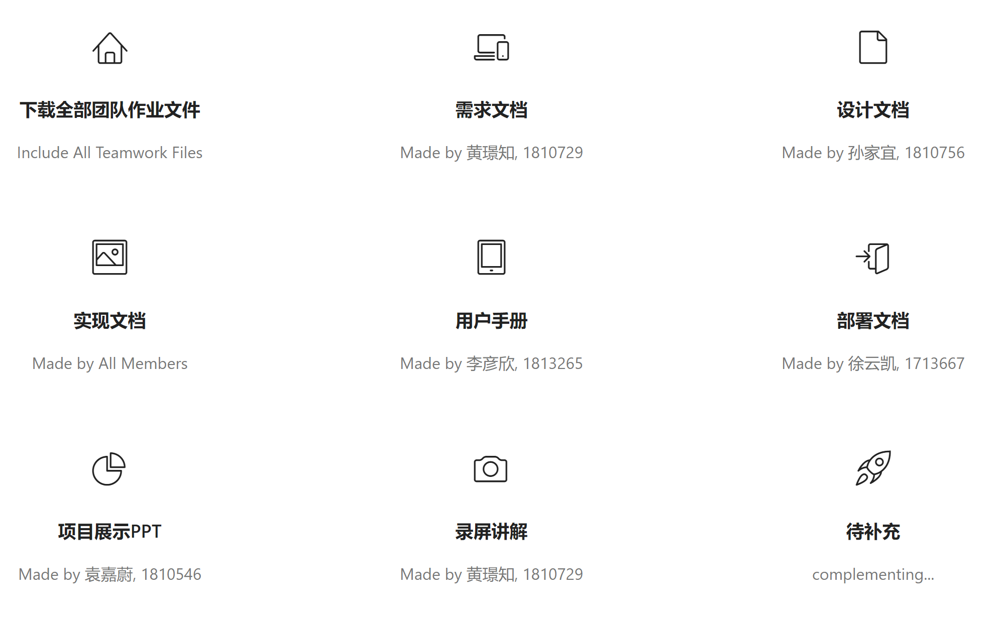 下载全部团队作业文件
Include All Teamwork Files
需求文档
Made by 黄璟知, 1810729
设计文档
Made by 孙家宜, 1810756
实现文档
Made by All Members
用户手册
Made by 李彦欣, 1813265
部署文档
Made by 徐云凯, 1713667
项目展示PPT
Made by 袁嘉蔚, 1810546
录屏讲解
Made by 黄璟知, 1810729
待补充
complementing...